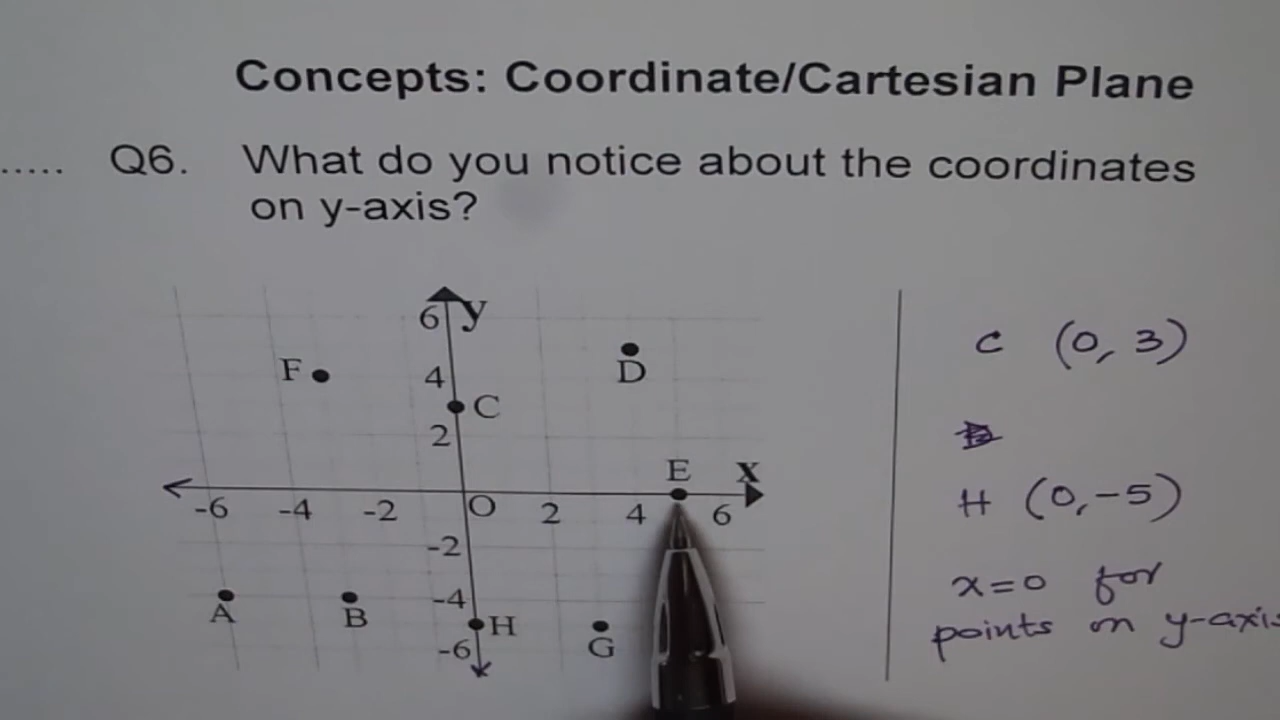 Concepts: Coordinate/Cartesian Plane
..... Q6. What do you notice about the coordinates
on y-axis?
6 y
F
D
4
C
2
E
X
-6 -4 -2 O 2 4 6
-2
A
B
-4
H
G
-6
C (0, 3)
H (0, -5)
x=0 for
points on y-axis